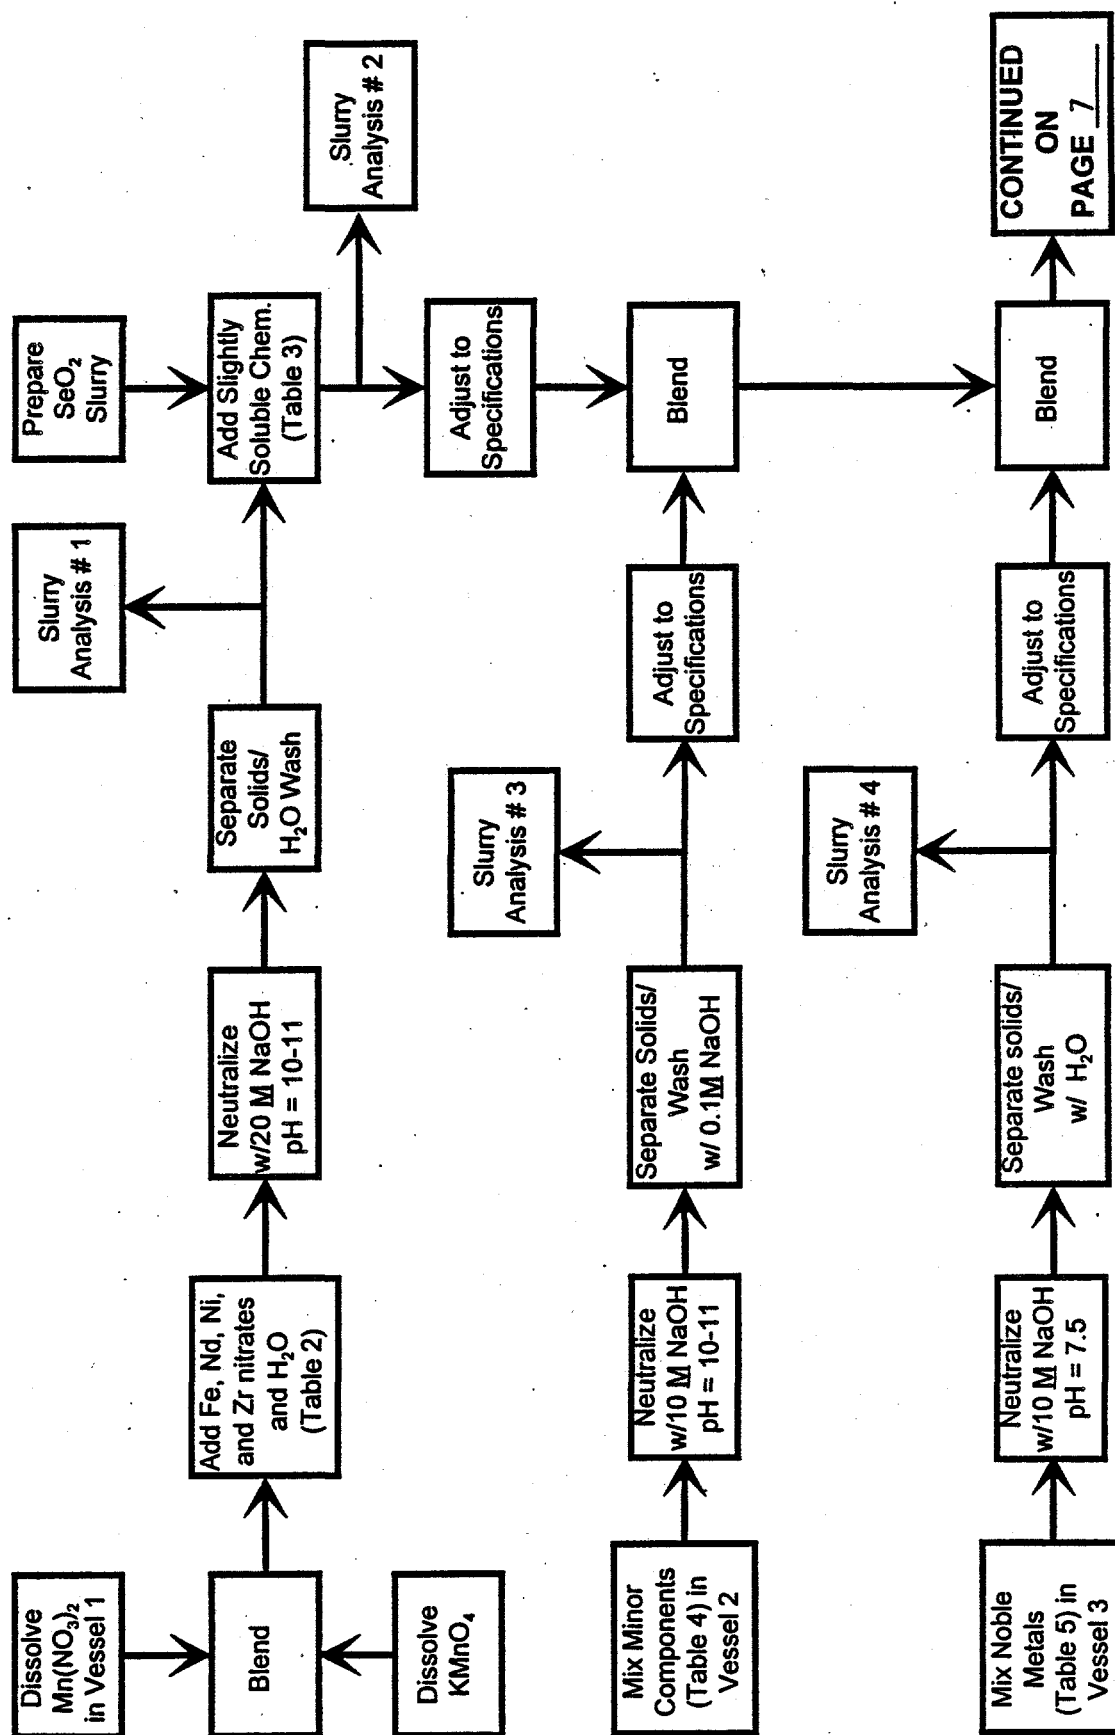 Dissolve
Mn(NO₃)₂
in Vessel 1
Blend
Dissolve
KMnO₄
Add Fe, Nd, Ni,
and Zr nitrates
and H₂O
(Table 2)
Neutralize
w/20 M NaOH
pH = 10-11
Separate
Solids/
H₂O Wash
Slurry
Analysis # 1
Prepare
SeO₂
Slurry
Add Slightly
Soluble Chem.
(Table 3)
Slurry
Analysis # 2
Adjust to
Specifications
Mix Minor
Components
(Table 4) in
Vessel 2
Neutralize
w/10 M NaOH
pH = 10-11
Separate Solids/
Wash
w/ 0.1M NaOH
Slurry
Analysis # 3
Adjust to
Specifications
Blend
Mix Noble
Metals
(Table 5) in
Vessel 3
Neutralize
w/10 M NaOH
pH = 7.5
Separate solids/
Wash
w/ H₂O
Slurry
Analysis # 4
Adjust to
Specifications
Blend
CONTINUED
ON
PAGE 7